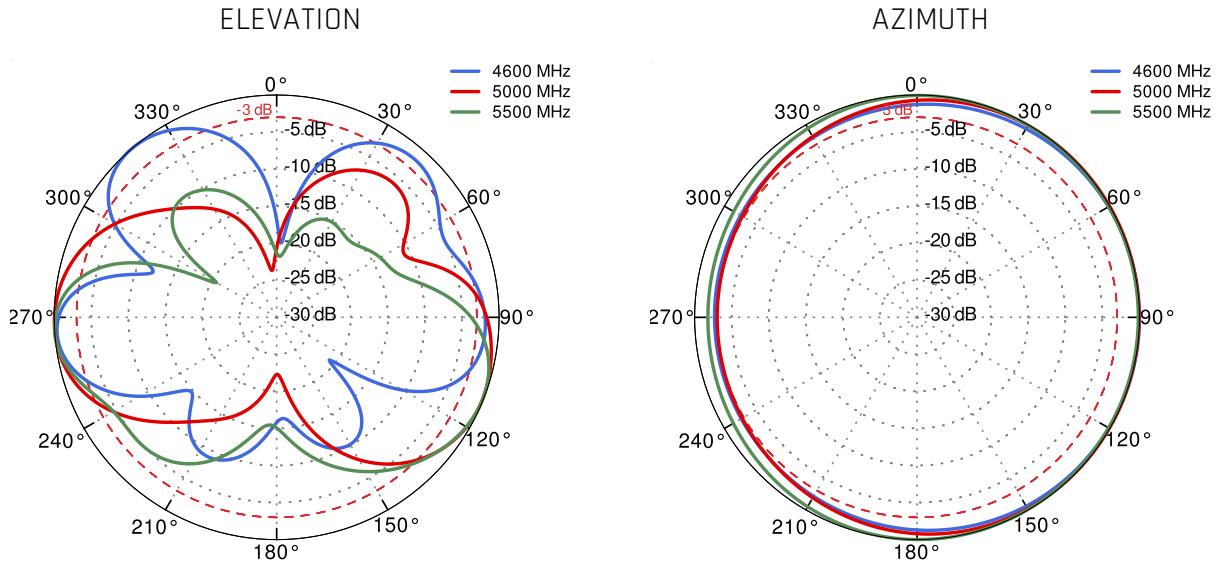 ELEVATION
4600 MHz
5000 MHz
5500 MHz
0°
-3 dB
330°
30°
-5 dB
-10 dB
300°
60°
-15 dB
-20 dB
-25 dB
270°
-30 dB
90°
240°
120°
210°
150°
180°
AZIMUTH
4600 MHz
5000 MHz
5500 MHz
0°
-3 dB
330°
30°
-5 dB
-10 dB
300°
60°
-15 dB
-20 dB
-25 dB
270°
-30 dB
90°
240°
120°
210°
150°
180°